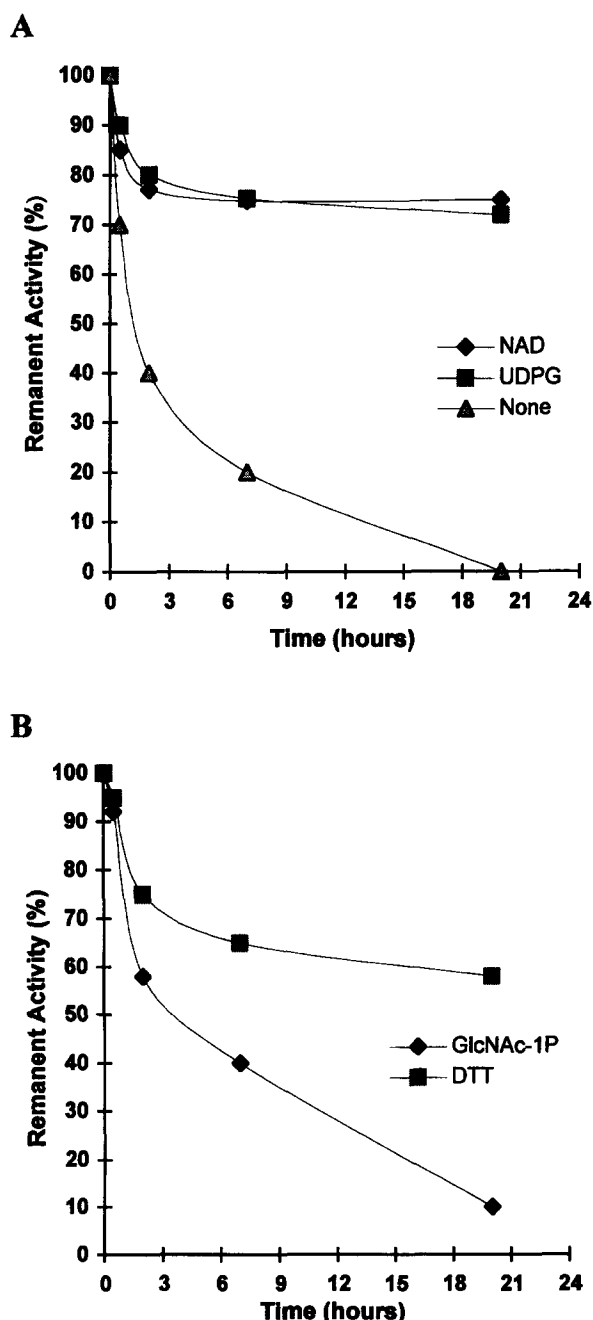 A
100
90
80
70
60
50
40
30
20
10
0
Remanent Activity (%)
NAD
UDPG
None
0 3 6 9 12 15 18 21 24
Time (hours)
B
100
90
80
70
60
50
40
30
20
10
0
Remanent Activity (%)
GlcNAc-1P
DTT
0 3 6 9 12 15 18 21 24
Time (hours)